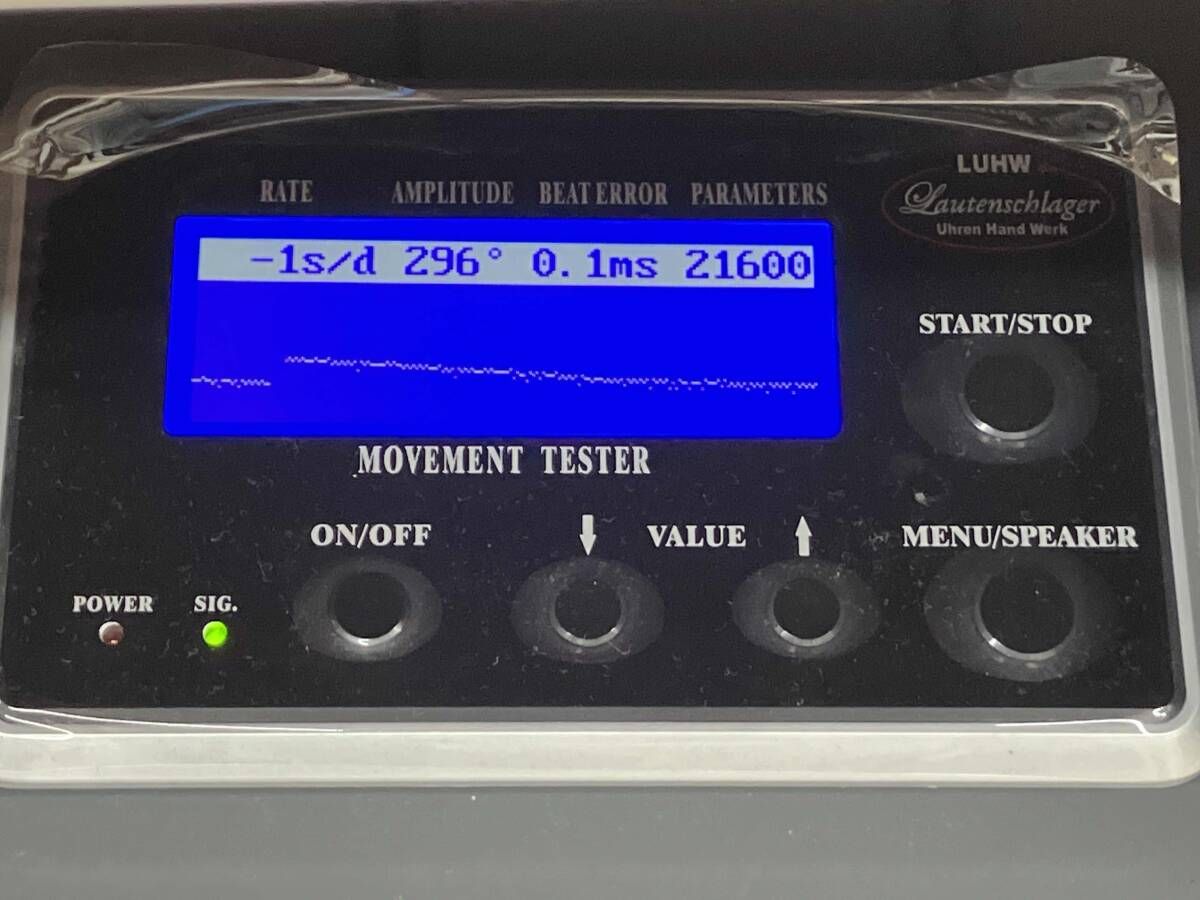 LUHW
Lautenschlager
Uhren Hand Werk
RATE AMPLITUDE BEAT ERROR PARAMETERS
-1s/d 296° 0.1ms 21600
START/STOP
MOVEMENT TESTER
ON/OFF VALUE MENU/SPEAKER
POWER SIG.